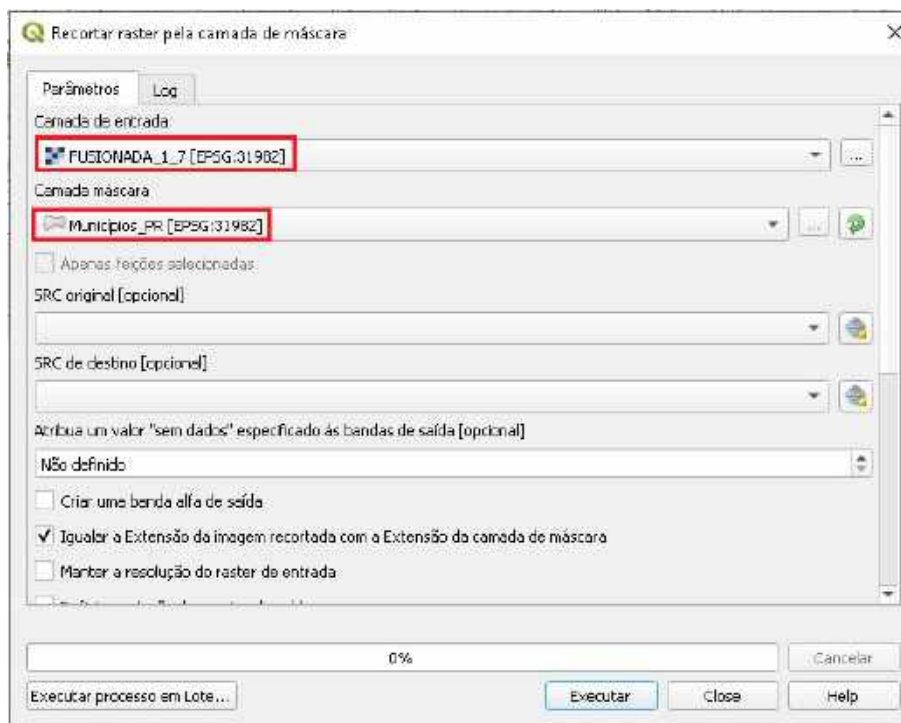 Recortar raster pela camada de máscara
Parâmetros
Log
Camada de entrada
FUSIONADA_1_7 [EPSG:31982]
...
Camada máscara
Municípios_PR [EPSG:31982]
...
Apenas feições selecionadas
SRC original [opcional]
SRC de destino [opcional]
Atribua um valor "sem dados" especificado às bandas de saída [opcional]
Não definido
Criar uma banda alfa de saída
Igualar a Extensão da imagem recortada com a Extensão da camada de máscara
Manter a resolução do raster de entrada
0%
Cancelar
Executar processo em Lote...
Executar
Close
Help